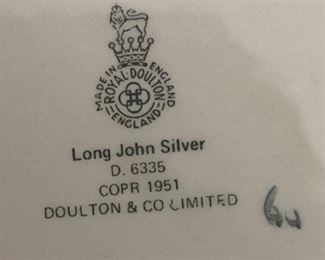 MADE IN ENGLAND
ROYAL·DOULTON
ENGLAND
Long John Silver
D. 6335
COPR 1951
DOULTON & CO LIMITED